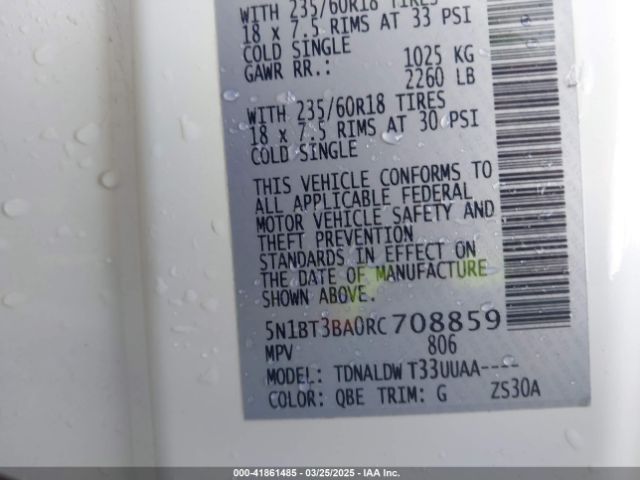 WITH 235/60R18 TIRES
18 x 7.5 RIMS AT 33 PSI
COLD SINGLE
GAWR RR.: 1025 KG
2260 LB
WITH 235/60R18 TIRES
18 x 7.5 RIMS AT 30 PSI
COLD SINGLE
THIS VEHICLE CONFORMS TO
ALL APPLICABLE FEDERAL
MOTOR VEHICLE SAFETY AND
THEFT PREVENTION
STANDARDS IN EFFECT ON
THE DATE OF MANUFACTURE
SHOWN ABOVE.
5N1BT3BA0RC708859
MPV 806
MODEL: TDNALDW T33UUAA----
COLOR: QBE TRIM: G ZS30A
000-41861485 | 03/25/2025 - IAA Inc.